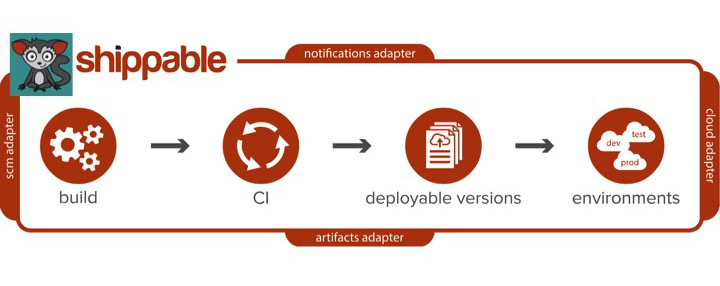 shippable
notifications adapter
scm adapter
cloud adapter
test
dev
prod
build
CI
deployable versions
environments
artifacts adapter